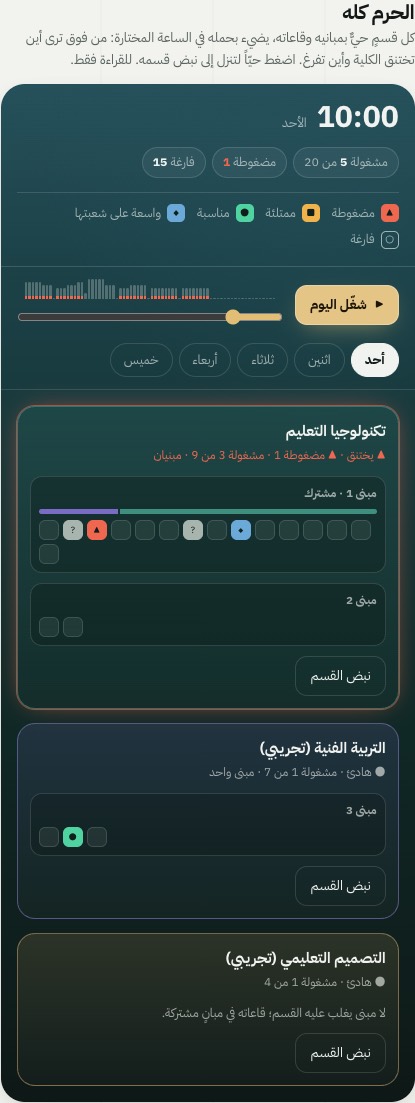 الحرم كله
كل قسمٍ حيٌّ بمبانيه وقاعاته، يضيء بحمله في الساعة المختارة: من فوق ترى أين
تختنق الكلية وأين تفرغ. اضغط حيّاً لتنزل إلى نبض قسمه. للقراءة فقط.
10:00 الأحد
مشغولة 5 من 20
مضغوطة 1
فارغة 15
مضغوطة
ممتلئة
مناسبة
واسعة على شعبتها
فارغة
شغّل اليوم
أحد
اثنين
ثلاثاء
أربعاء
خميس
تكنولوجيا التعليم
▲ يختنق · ▲ مضغوطة 1 · مشغولة 3 من 9 · مبنيان
مبنى 1 · مشترك
؟
؟
مبنى 2
نبض القسم
التربية الفنية (تجريبي)
● هادئ · مشغولة 1 من 7 · مبنى واحد
مبنى 3
نبض القسم
التصميم التعليمي (تجريبي)
● هادئ · مشغولة 1 من 4
لا مبنى يغلب عليه القسم؛ قاعاته في مبانٍ مشتركة.
نبض القسم